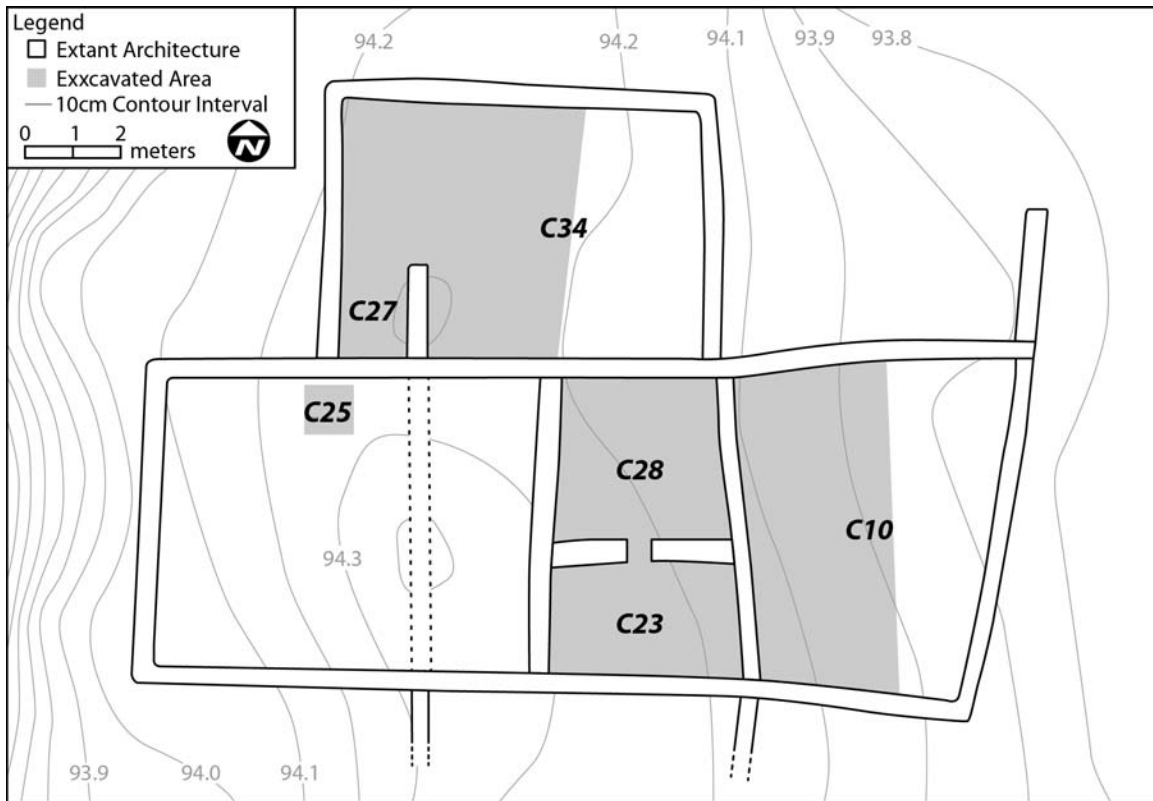 Legend
Extant Architecture
Exxcavated Area
10cm Contour Interval
0 1 2
meters
N
94.2
94.2
94.1
93.9
93.8
C34
C27
C25
C28
C10
94.3
C23
93.9
94.0
94.1